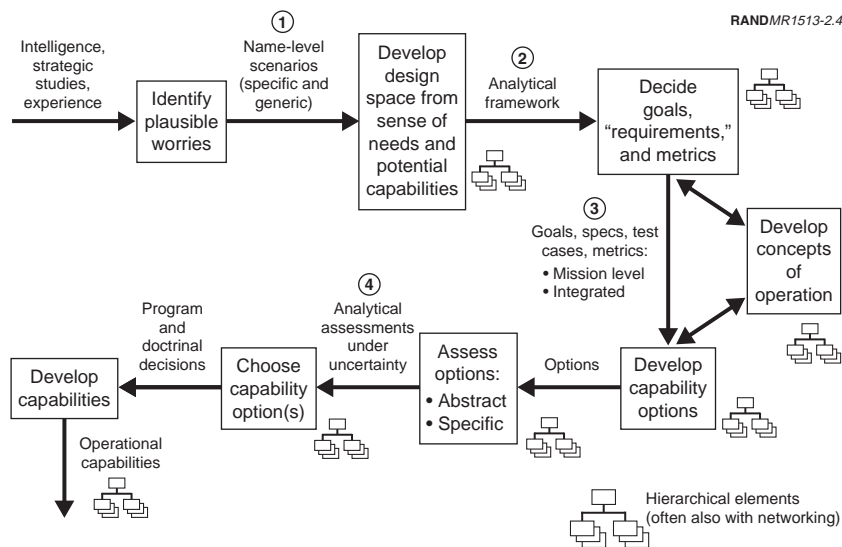 RANDMR1513-2.4
Intelligence,
strategic
studies,
experience
Identify
plausible
worries
1
Name-level
scenarios
(specific and
generic)
Develop
design
space from
sense of
needs and
potential
capabilities
2
Analytical
framework
Decide
goals,
“requirements,”
and metrics
3
Goals, specs, test
cases, metrics:
• Mission level
• Integrated
Develop
concepts
of
operation
Develop
capability
options
Options
Assess
options:
• Abstract
• Specific
4
Analytical
assessments
under
uncertainty
Choose
capability
option(s)
Program
and
doctrinal
decisions
Develop
capabilities
Operational
capabilities
Hierarchical elements
(often also with networking)